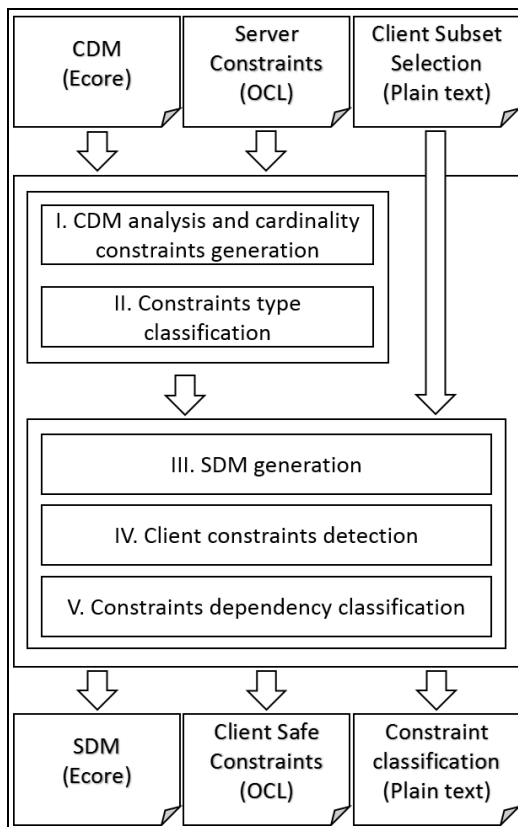 CDM
(Ecore)
Server
Constraints
(OCL)
Client Subset
Selection
(Plain text)
I. CDM analysis and cardinality
constraints generation
II. Constraints type
classification
III. SDM generation
IV. Client constraints detection
V. Constraints dependency classification
SDM
(Ecore)
Client Safe
Constraints
(OCL)
Constraint
classification
(Plain text)